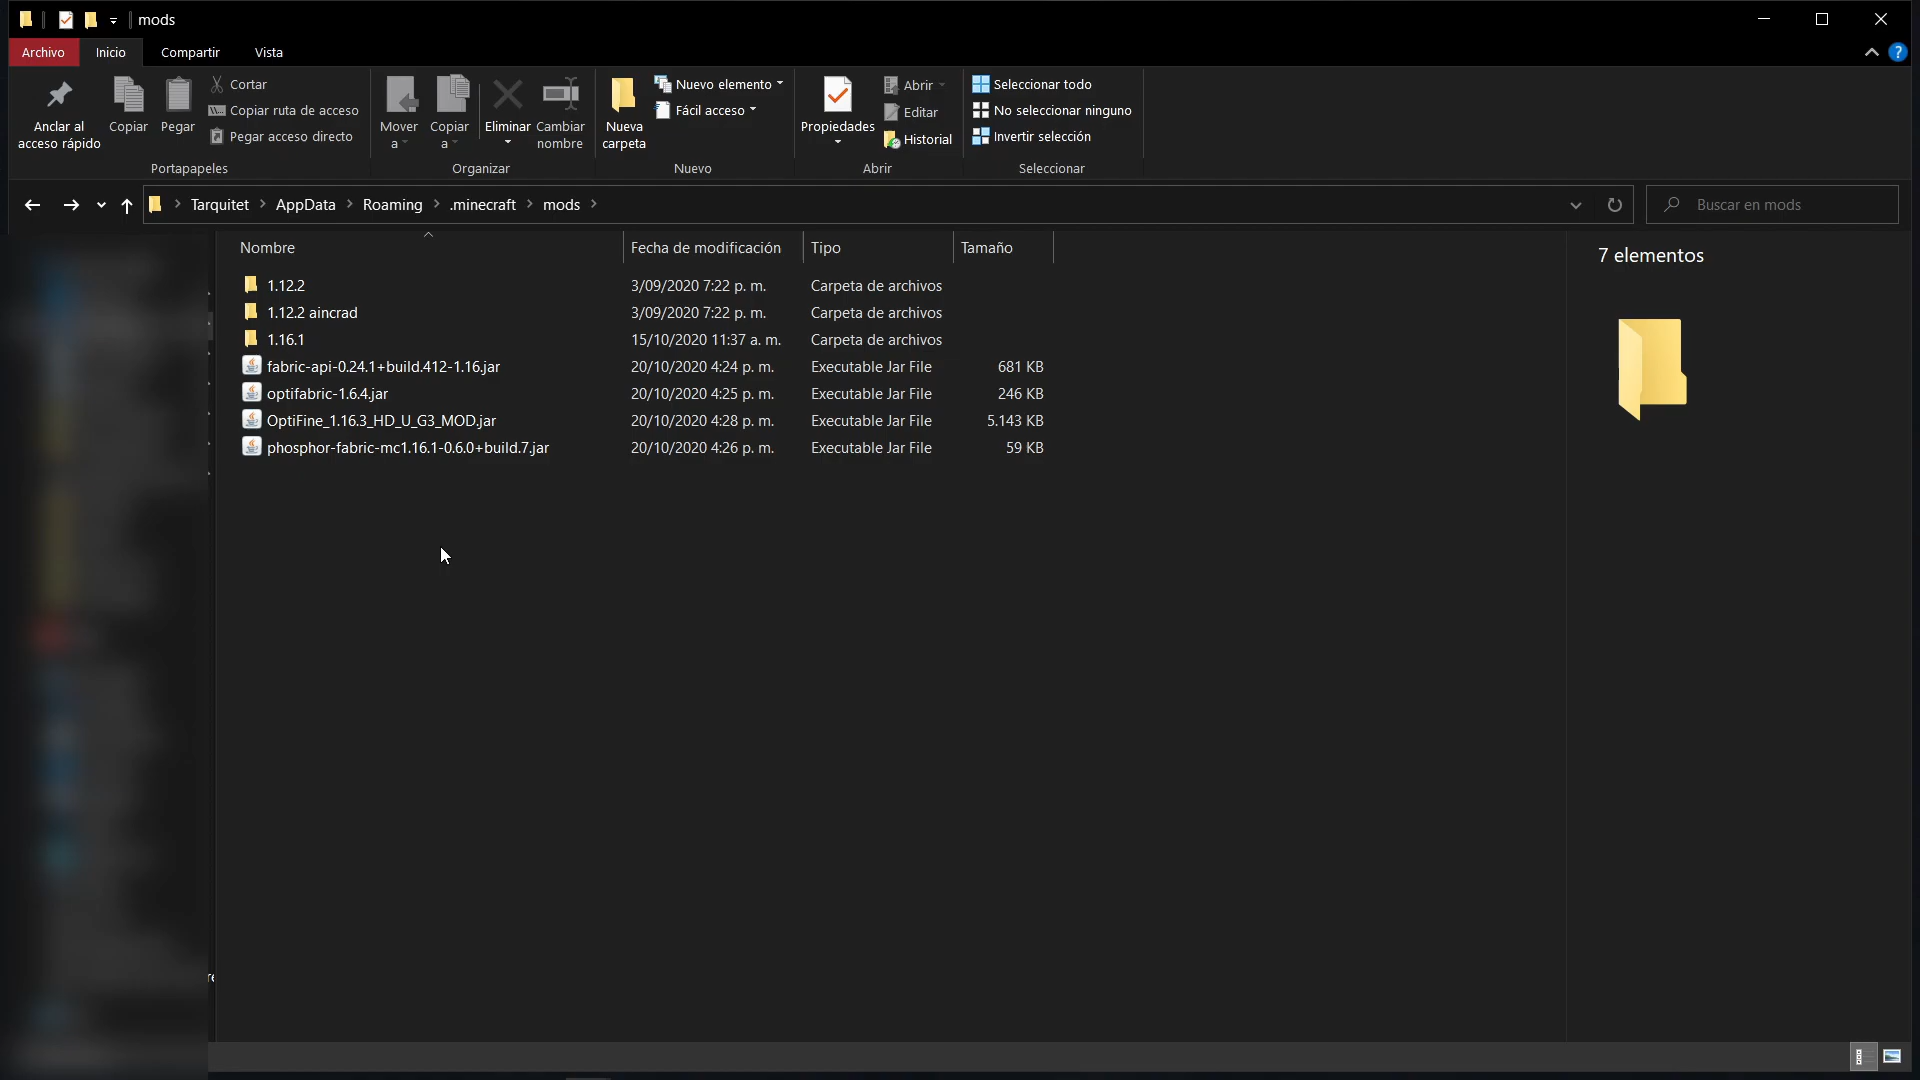 mods
Archivo Inicio Compartir Vista
Anclar al acceso rápido
Copiar
Pegar
Cortar
Copiar ruta de acceso
Pegar acceso directo
Portapapeles
Mover a
Copiar a
Eliminar
Cambiar nombre
Organizar
Nueva carpeta
Nuevo elemento
Fácil acceso
Nuevo
Propiedades
Abrir
Editar
Historial
Abrir
Seleccionar todo
No seleccionar ninguno
Invertir selección
Seleccionar
Tarquitet AppData Roaming .minecraft mods
Buscar en mods
Nombre Fecha de modificación Tipo Tamaño
1.12.2 3/09/2020 7:22 p. m. Carpeta de archivos
1.12.2 aincrad 3/09/2020 7:22 p. m. Carpeta de archivos
1.16.1 15/10/2020 11:37 a. m. Carpeta de archivos
fabric-api-0.24.1+build.412-1.16.jar 20/10/2020 4:24 p. m. Executable Jar File 681 KB
optifabric-1.6.4.jar 20/10/2020 4:25 p. m. Executable Jar File 246 KB
OptiFine_1.16.3_HD_U_G3_MOD.jar 20/10/2020 4:28 p. m. Executable Jar File 5.143 KB
phosphor-fabric-mc1.16.1-0.6.0+build.7.jar 20/10/2020 4:26 p. m. Executable Jar File 59 KB
7 elementos